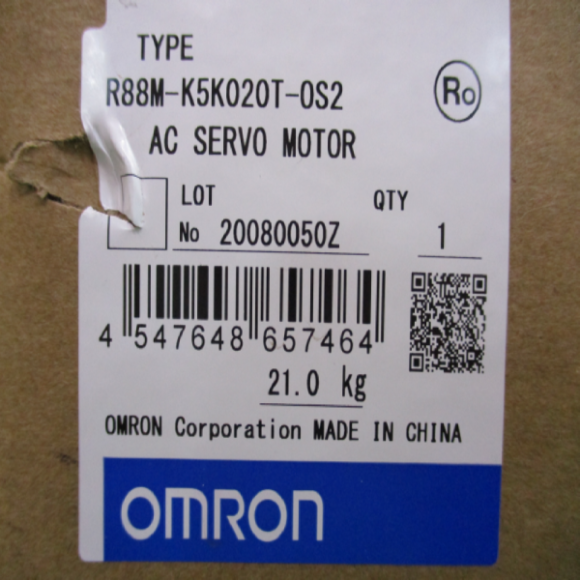 TYPE
R88M-K5K020T-OS2
Ro
AC SERVO MOTOR
LOT
QTY
No 20080050Z
1
4 547648 657464
21.0 kg
OMRON Corporation MADE IN CHINA
OMRON